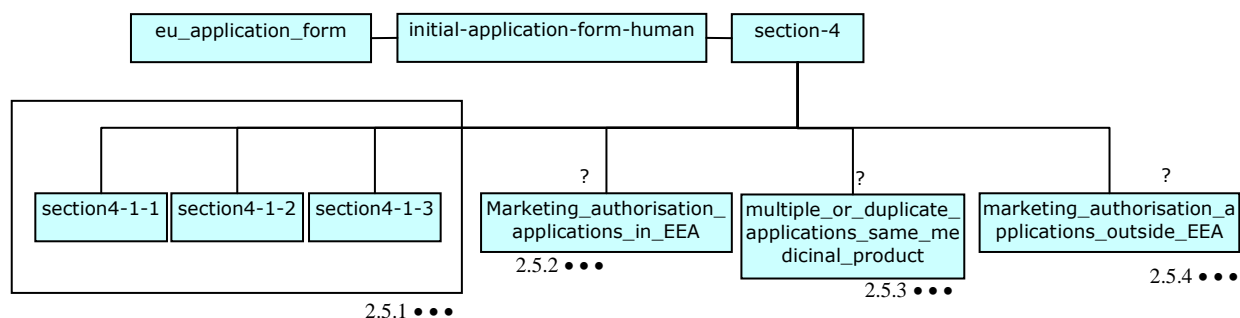 eu_application_form
initial-application-form-human
section-4
?
?
?
section4-1-1
section4-1-2
section4-1-3
Marketing_authorisation_
applications_in_EEA
multiple_or_duplicate_
applications_same_me
dicinal_product
marketing_authorisation_a
pplications_outside_EEA
2.5.2 •••
2.5.3 •••
2.5.4 •••
2.5.1 •••